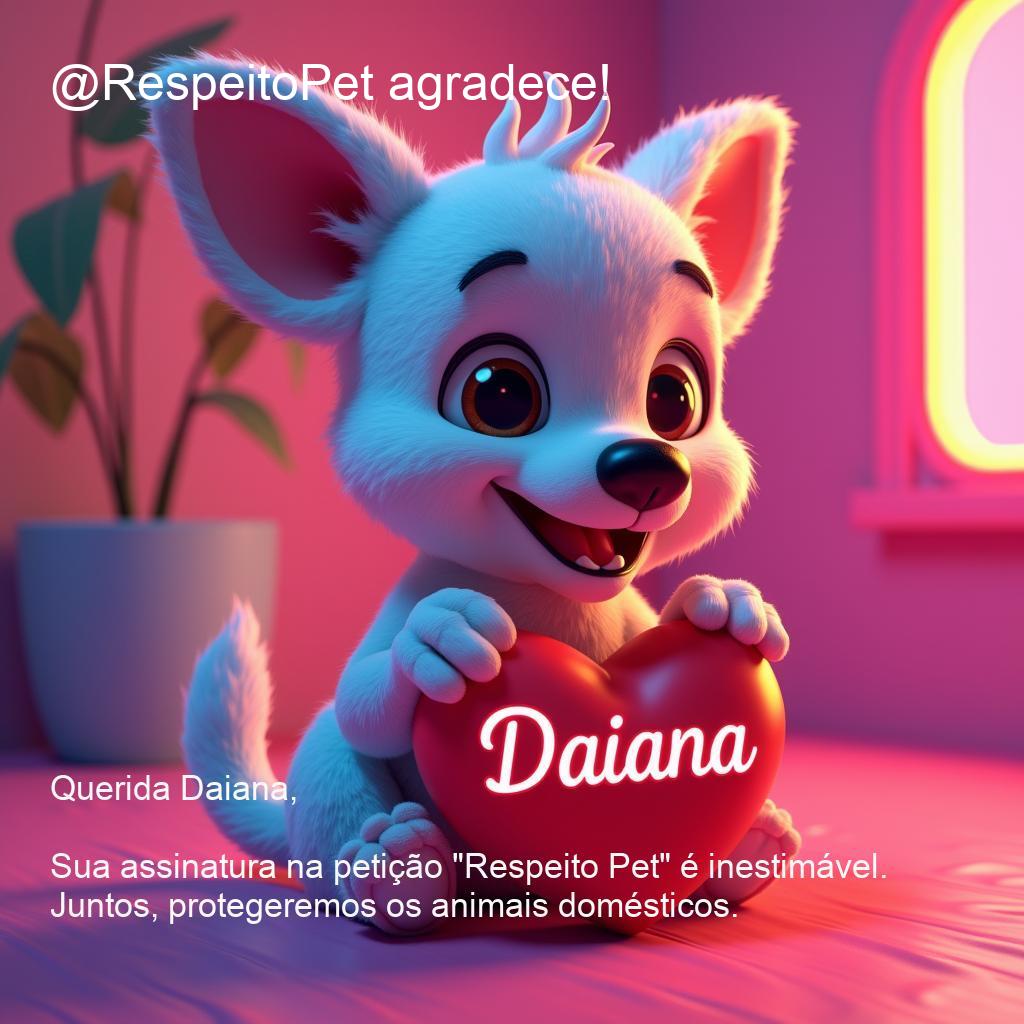 @RespeitoPet agradece!
Daiana
Querida Daiana,
Sua assinatura na petição "Respeito Pet" é inestimável.
Juntos, protegeremos os animais domésticos.